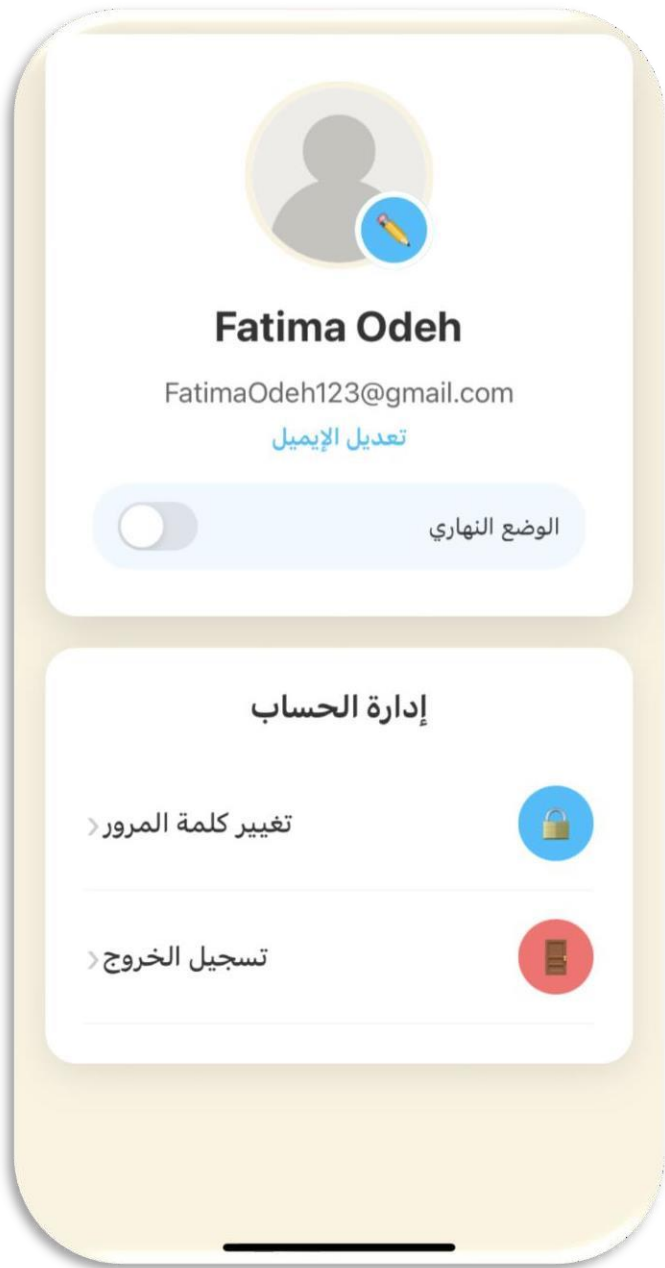 Fatima Odeh
FatimaOdeh123@gmail.com
تعديل الإيميل
الوضع النهاري
إدارة الحساب
تغيير كلمة المرور
تسجيل الخروج